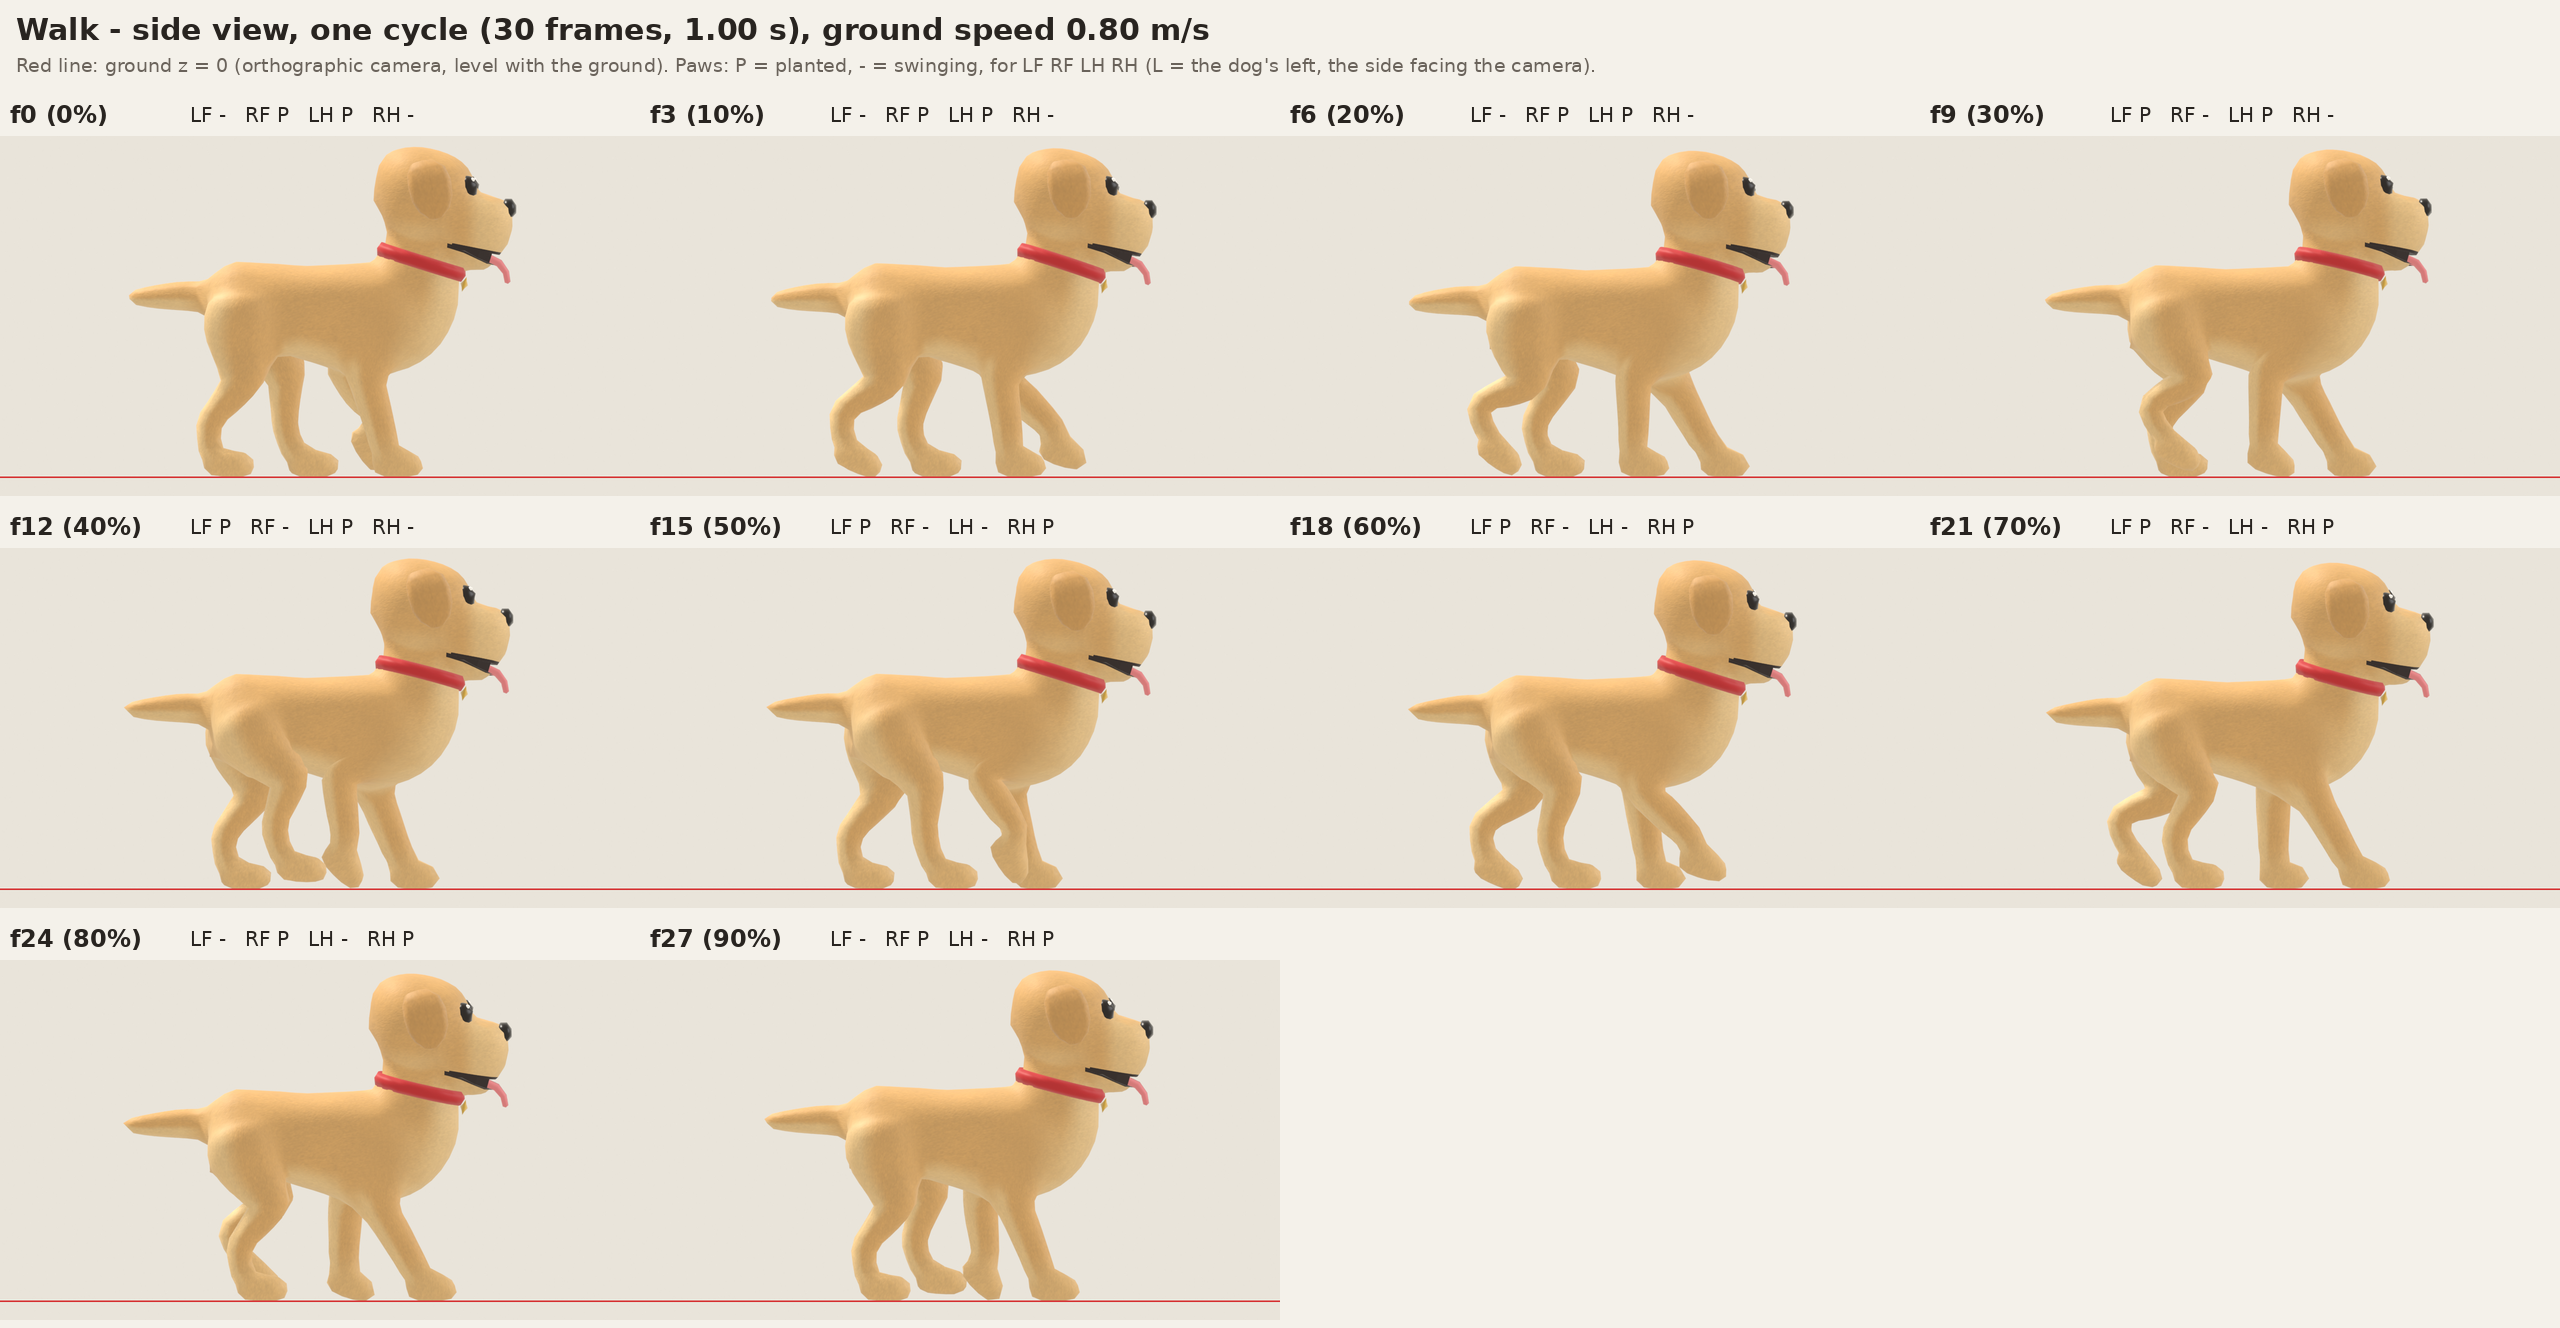 Walk - side view, one cycle (30 frames, 1.00 s), ground speed 0.80 m/s
Red line: ground z = 0 (orthographic camera, level with the ground). Paws: P = planted, - = swinging, for LF RF LH RH (L = the dog's left, the side facing the camera).
f0 (0%) LF - RF P LH P RH -
f3 (10%) LF - RF P LH P RH -
f6 (20%) LF - RF P LH P RH -
f9 (30%) LF P RF - LH P RH -
f12 (40%) LF P RF - LH P RH -
f15 (50%) LF P RF - LH - RH P
f18 (60%) LF P RF - LH - RH P
f21 (70%) LF P RF - LH - RH P
f24 (80%) LF - RF P LH - RH P
f27 (90%) LF - RF P LH - RH P